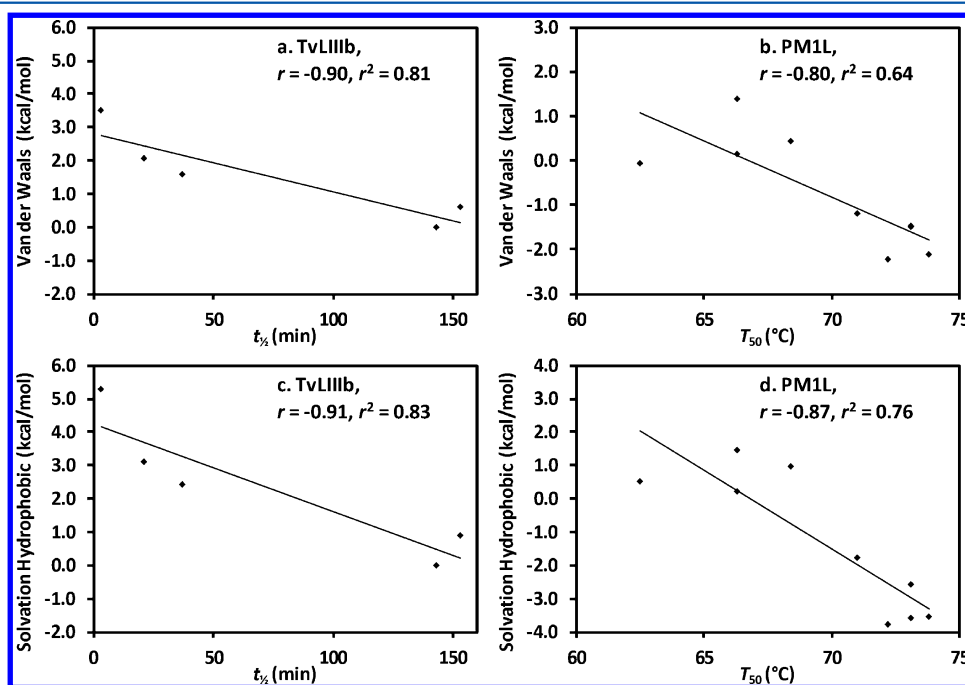 a. TvLIIIb,
r = -0.90, r² = 0.81
Van der Waals (kcal/mol)
6.0
5.0
4.0
3.0
2.0
1.0
0.0
-1.0
-2.0
0 50 100 150
t½ (min)
b. PM1L,
r = -0.80, r² = 0.64
Van der Waals (kcal/mol)
3.0
2.0
1.0
0.0
-1.0
-2.0
-3.0
60 65 70 75
T50 (°C)
c. TvLIIIb,
r = -0.91, r² = 0.83
Solvation Hydrophobic (kcal/mol)
6.0
5.0
4.0
3.0
2.0
1.0
0.0
-1.0
-2.0
0 50 100 150
t½ (min)
d. PM1L,
r = -0.87, r² = 0.76
Solvation Hydrophobic (kcal/mol)
4.0
3.0
2.0
1.0
0.0
-1.0
-2.0
-3.0
-4.0
60 65 70 75
T50 (°C)